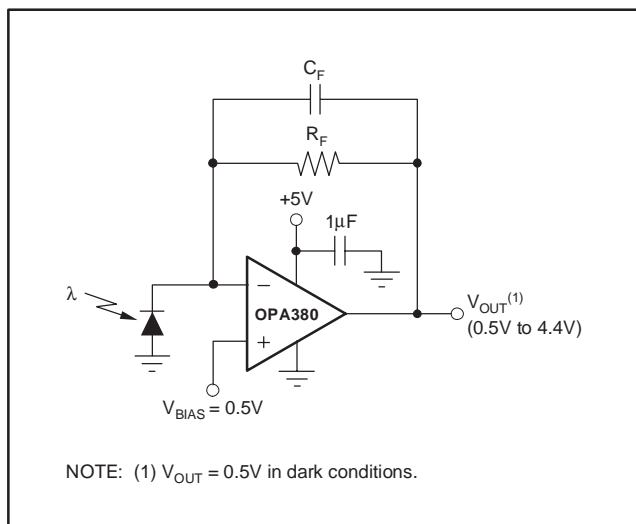 C_F
R_F
+5V
1µF
λ
−
OPA380
+
V_OUT(1)
(0.5V to 4.4V)
V_BIAS = 0.5V
NOTE: (1) V_OUT = 0.5V in dark conditions.